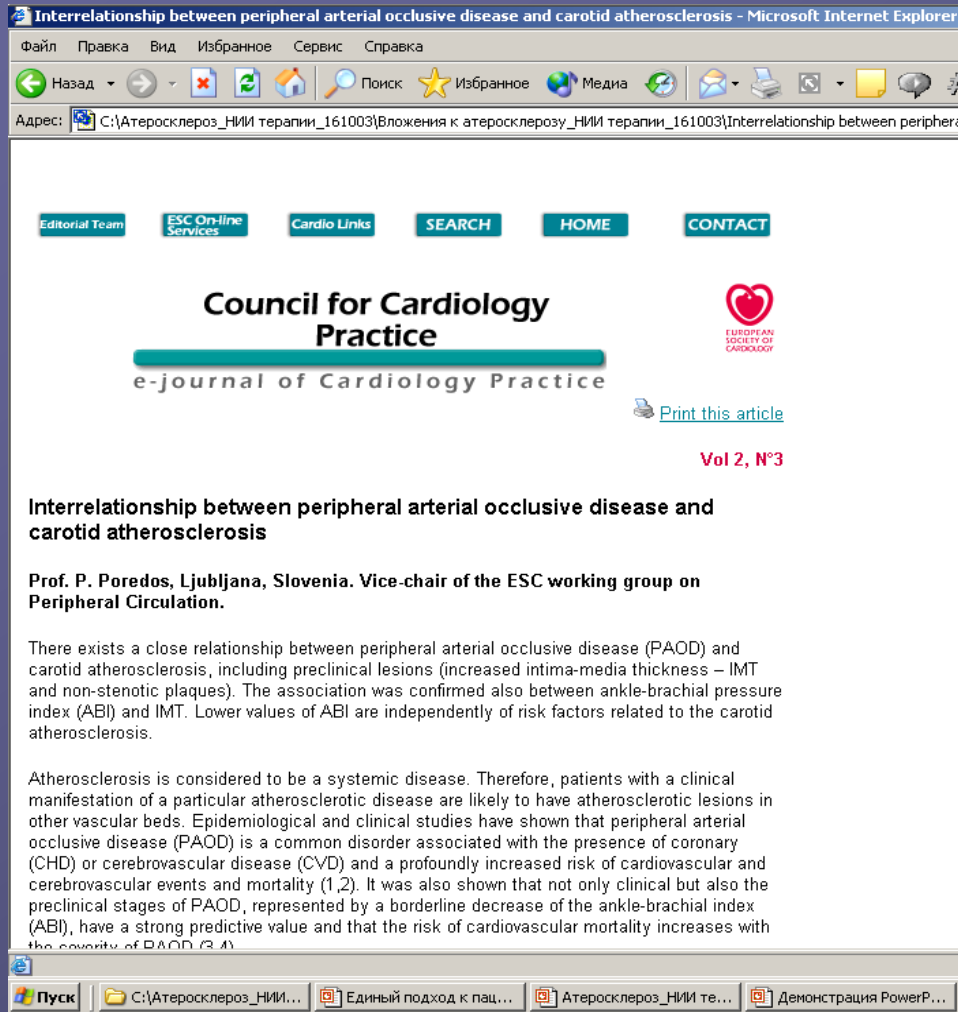 Interrelationship between peripheral arterial occlusive disease and carotid atherosclerosis - Microsoft Internet Explorer
Файл Правка Вид Избранное Сервис Справка
Назад Поиск Избранное Медиа
Адрес: C:\Атеросклероз_НИИ терапии_161003\Вложения к атеросклерозу_НИИ терапии_161003\Interrelationship between periphera
Editorial Team ESC On-line Services Cardio Links SEARCH HOME CONTACT
Council for Cardiology
Practice
EUROPEAN
SOCIETY OF
CARDIOLOGY
e-journal of Cardiology Practice
Print this article
Vol 2, N°3
Interrelationship between peripheral arterial occlusive disease and
carotid atherosclerosis
Prof. P. Poredos, Ljubljana, Slovenia. Vice-chair of the ESC working group on
Peripheral Circulation.
There exists a close relationship between peripheral arterial occlusive disease (PAOD) and
carotid atherosclerosis, including preclinical lesions (increased intima-media thickness – IMT
and non-stenotic plaques). The association was confirmed also between ankle-brachial pressure
index (ABI) and IMT. Lower values of ABI are independently of risk factors related to the carotid
atherosclerosis.
Atherosclerosis is considered to be a systemic disease. Therefore, patients with a clinical
manifestation of a particular atherosclerotic disease are likely to have atherosclerotic lesions in
other vascular beds. Epidemiological and clinical studies have shown that peripheral arterial
occlusive disease (PAOD) is a common disorder associated with the presence of coronary
(CHD) or cerebrovascular disease (CVD) and a profoundly increased risk of cardiovascular and
cerebrovascular events and mortality (1,2). It was also shown that not only clinical but also the
preclinical stages of PAOD, represented by a borderline decrease of the ankle-brachial index
(ABI), have a strong predictive value and that the risk of cardiovascular mortality increases with
the severity of PAOD (3,4)
Пуск C:\Атеросклероз_НИИ... Единый подход к пац... Атеросклероз_НИИ те... Демонстрация PowerP...